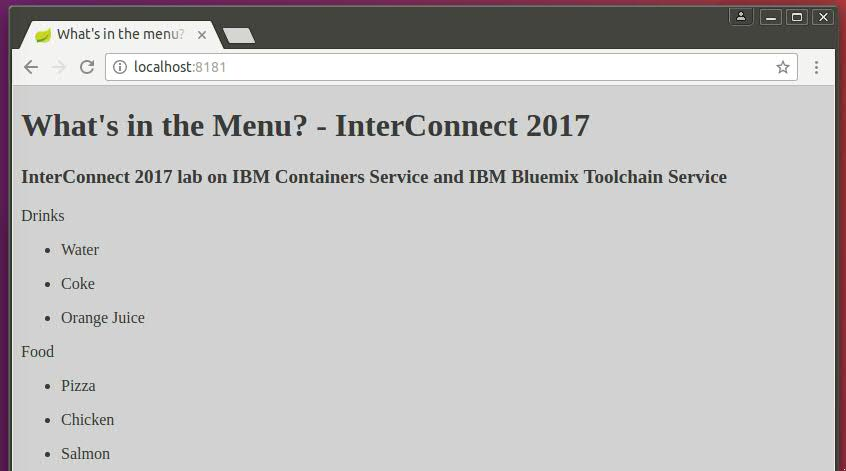 What's in the menu?
localhost:8181
What's in the Menu? - InterConnect 2017
InterConnect 2017 lab on IBM Containers Service and IBM Bluemix Toolchain Service
Drinks
Water
Coke
Orange Juice
Food
Pizza
Chicken
Salmon